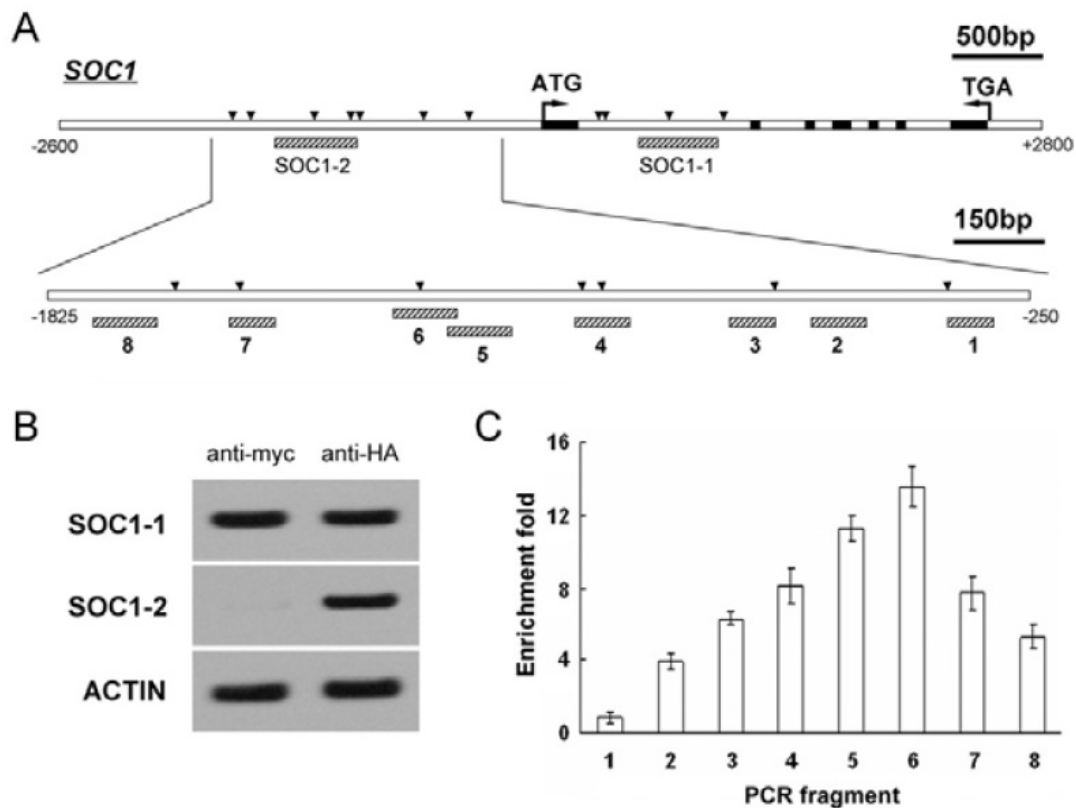 A
500bp
SOC1
ATG
TGA
-2600
+2800
SOC1-2
SOC1-1
150bp
-1825
-250
8
7
6
5
4
3
2
1
B
anti-myc
anti-HA
SOC1-1
SOC1-2
ACTIN
C
Enrichment fold
16
12
8
4
0
1 2 3 4 5 6 7 8
PCR fragment